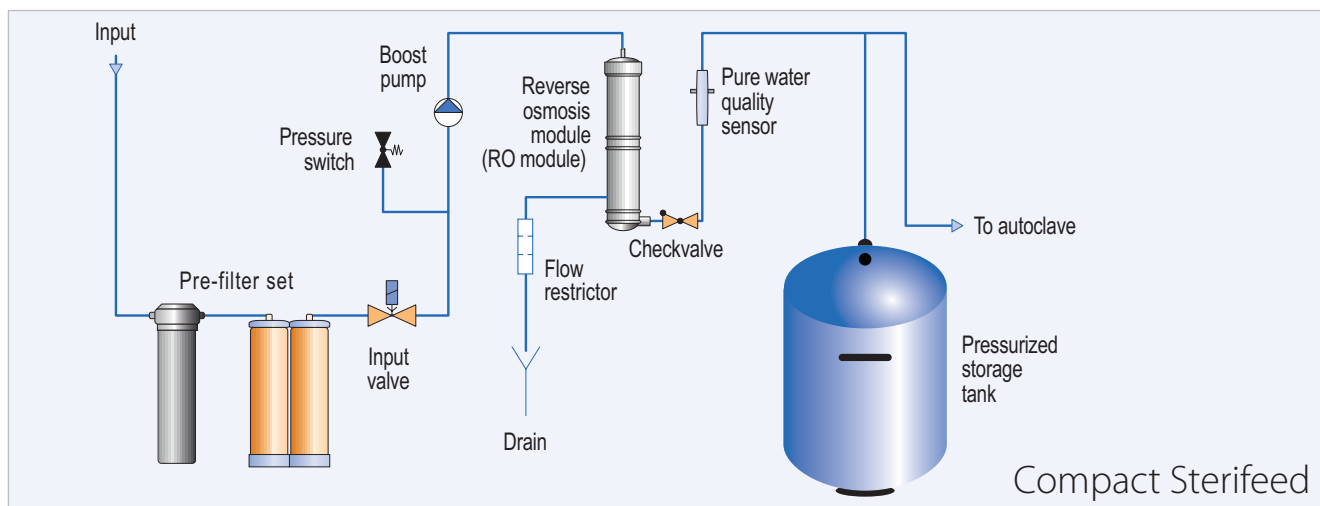 Input
Boost
pump
Pressure
switch
Reverse
osmosis
module
(RO module)
Pure water
quality
sensor
Checkvalve
To autoclave
Pre-filter set
Flow
restrictor
Input
valve
Drain
Pressurized
storage
tank
Compact Sterifeed